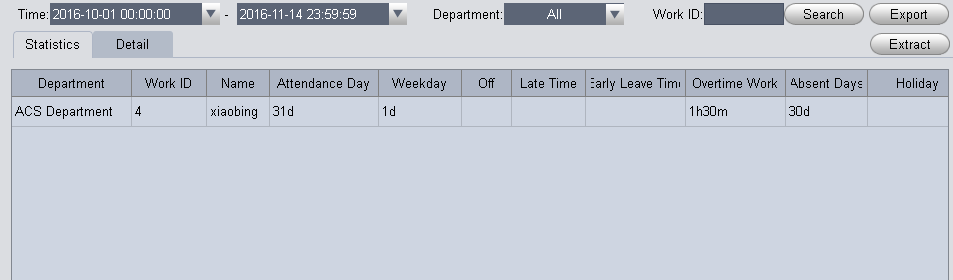 Time: 2016-10-01 00:00:00 - 2016-11-14 23:59:59 Department: All Work ID: Search Export
Statistics Detail Extract
Department Work ID Name Attendance Day Weekday Off Late Time Early Leave Time Overtime Work Absent Days Holiday
ACS Department 4 xiaobing 31d 1d 1h30m 30d